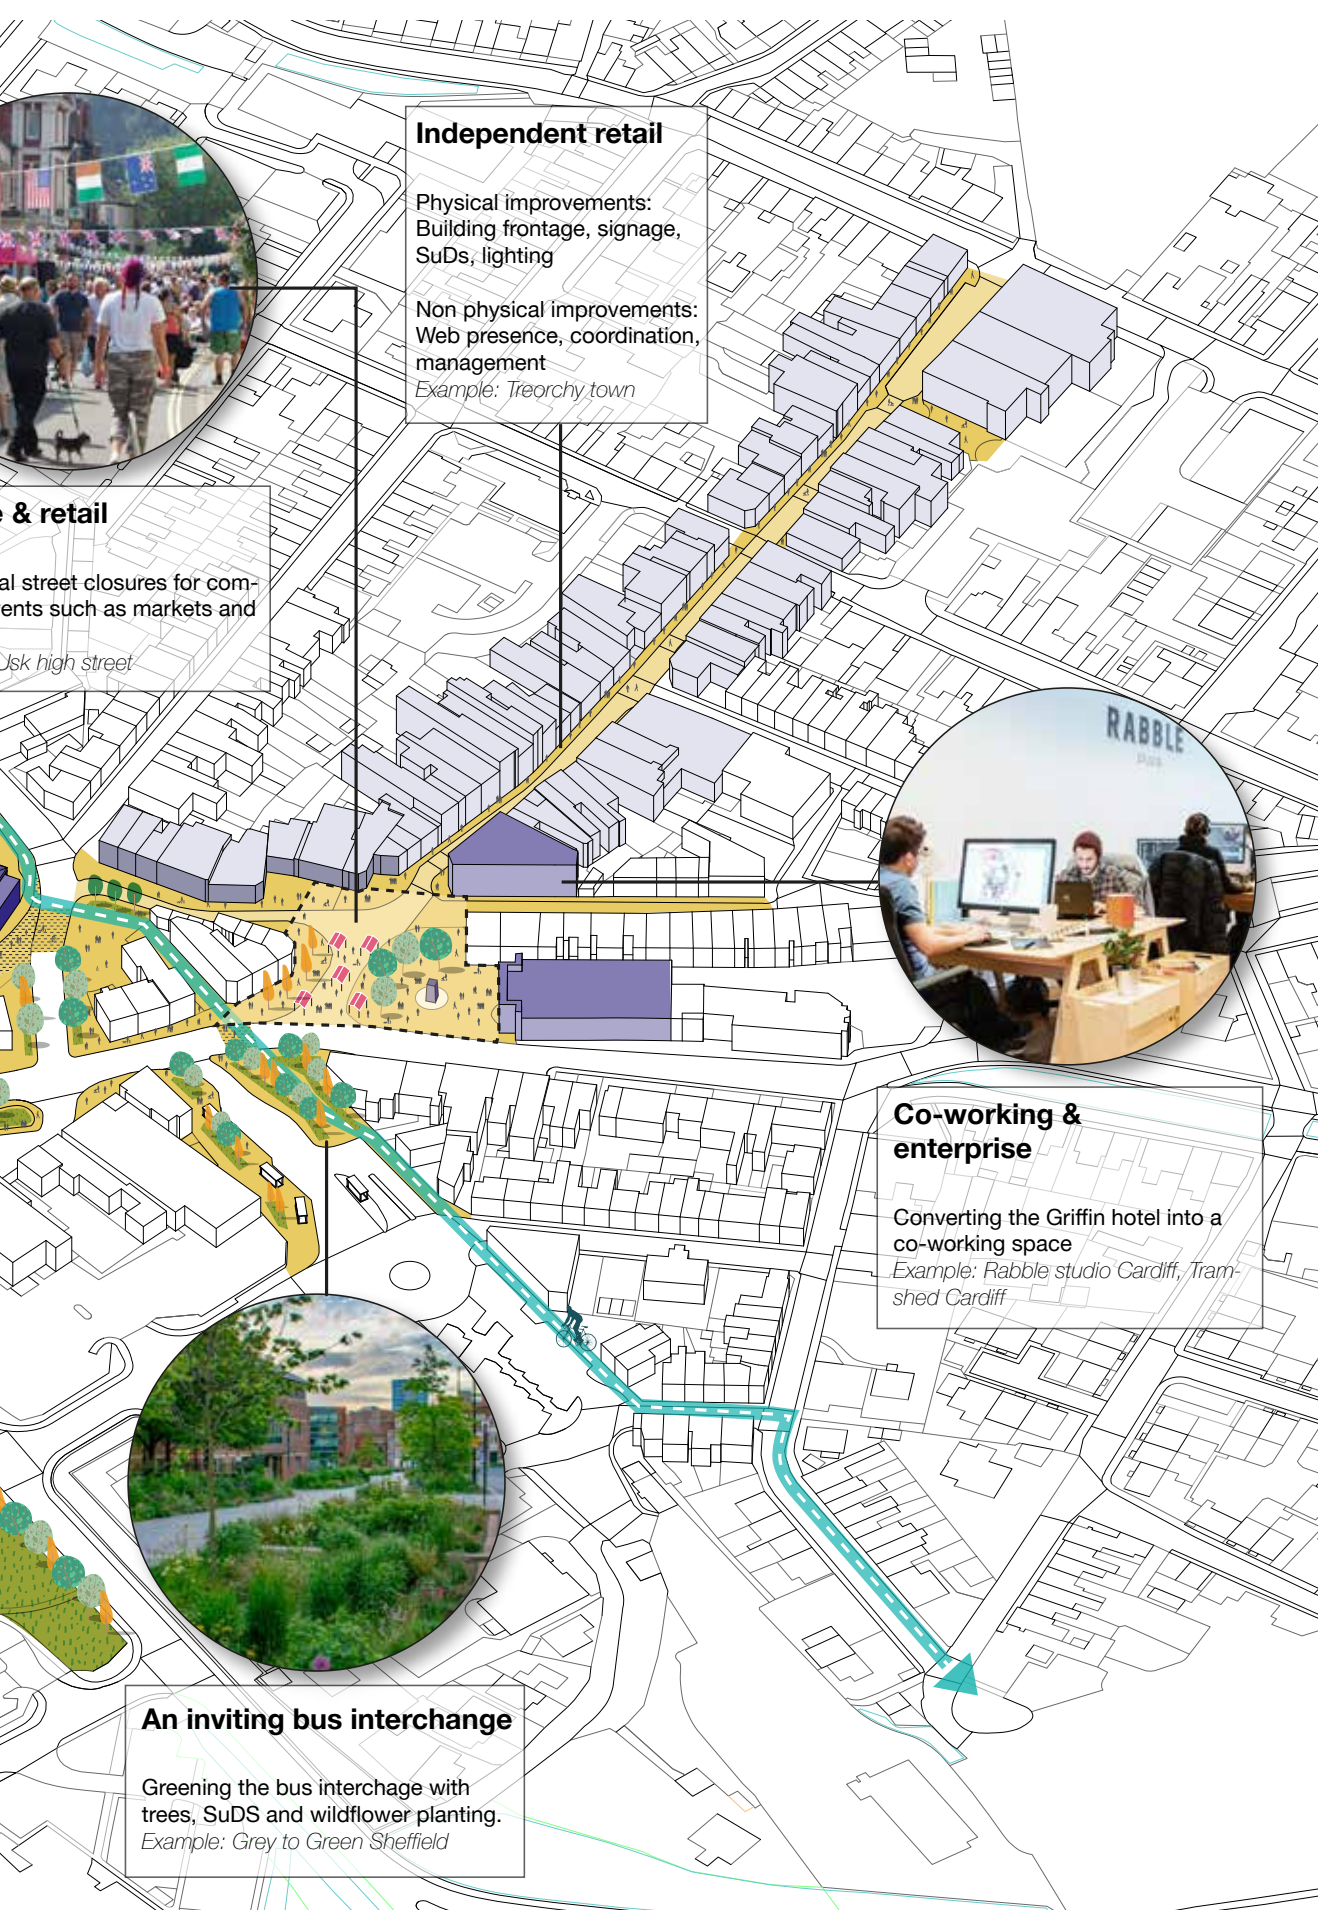 Independent retail
Physical improvements:
Building frontage, signage,
SuDs, lighting
Non physical improvements:
Web presence, coordination,
management
Example: Treorchy town
& retail
al street closures for com-
ents such as markets and
Usk high street
RABBLE
Co-working &
enterprise
Converting the Griffin hotel into a
co-working space
Example: Rabble studio Cardiff, Tram-
shed Cardiff
An inviting bus interchange
Greening the bus interchage with
trees, SuDS and wildflower planting.
Example: Grey to Green Sheffield